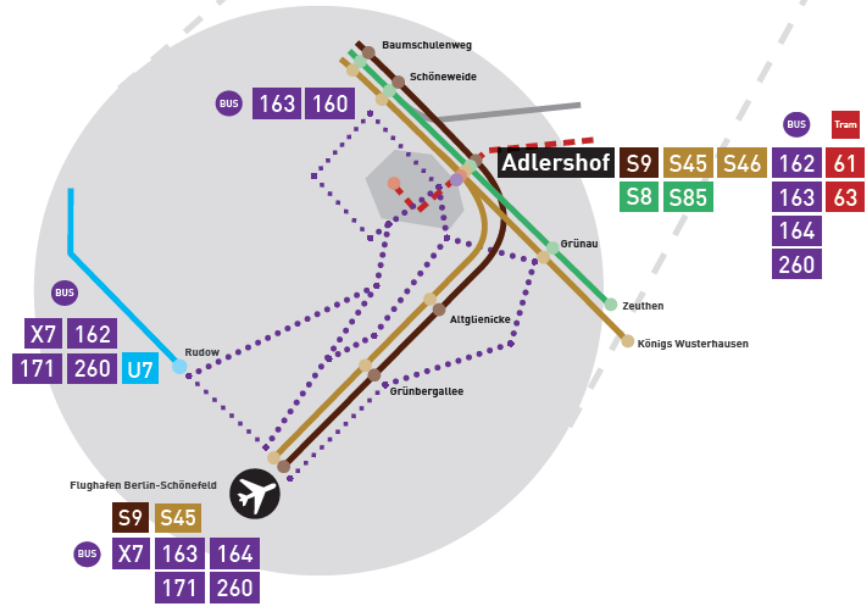 Baumschulenweg
Schöneweide
BUS 163 160
BUS Tram
Adlershof S9 S45 S46 162 61
S8 S85 163 63
164
260
Grünau
BUS
Zeuthen
X7 162
Altglienicke
Königs Wusterhausen
Rudow
171 260 U7
Grünbergallee
Flughafen Berlin-Schönefeld
S9 S45
BUS X7 163 164
171 260